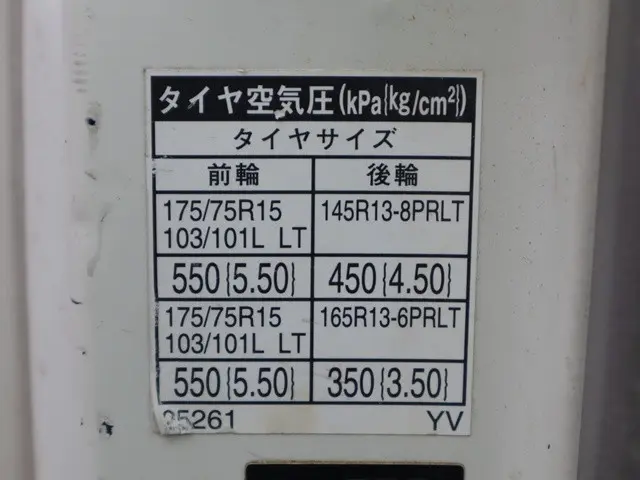 タイヤ空気圧(kPa{kg/cm²})
タイヤサイズ
前輪 後輪
175/75R15 145R13-8PRLT
103/101L LT
550{5.50} 450{4.50}
175/75R15 165R13-6PRLT
103/101L LT
550{5.50} 350{3.50}
5261 YV